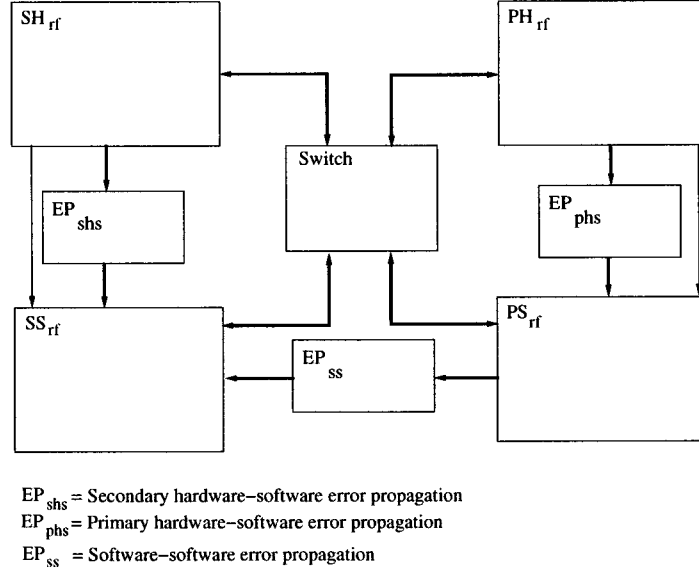 SH rf
PH rf
Switch
EP shs
EP phs
SS rf
PS rf
EP ss
EP shs = Secondary hardware–software error propagation
EP phs = Primary hardware–software error propagation
EP ss = Software–software error propagation